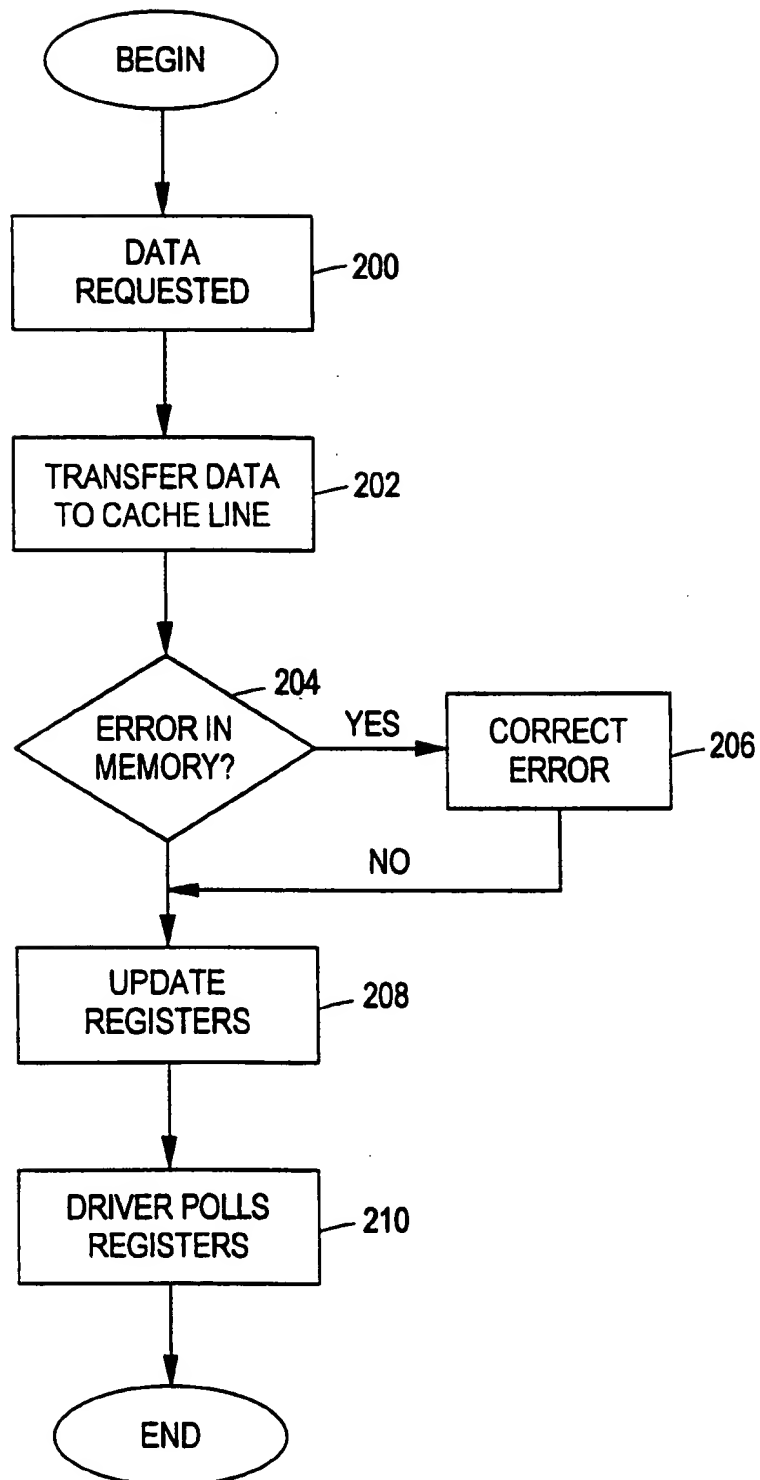 BEGIN
DATA
REQUESTED
200
TRANSFER DATA
TO CACHE LINE
202
204
ERROR IN
MEMORY?
YES
CORRECT
ERROR
206
NO
UPDATE
REGISTERS
208
DRIVER POLLS
REGISTERS
210
END